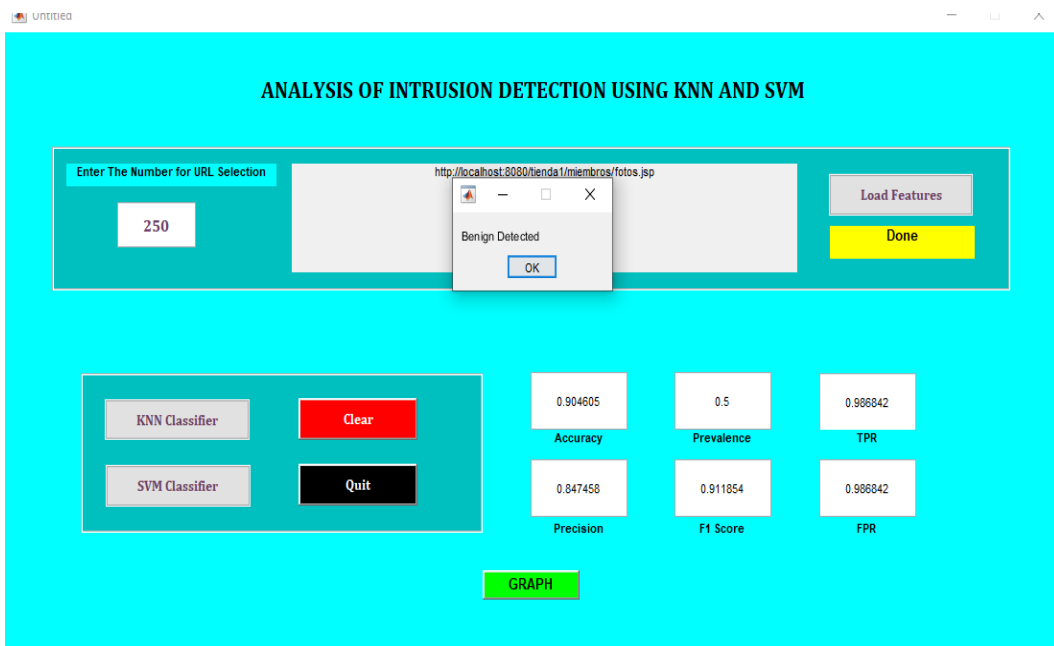 Untitled
ANALYSIS OF INTRUSION DETECTION USING KNN AND SVM
Enter The Number for URL Selection
250
http://localhost:8080/tienda1/miembros/fotos.jsp
Load Features
Done
Benign Detected
OK
KNN Classifier
Clear
SVM Classifier
Quit
0.904605
0.5
0.986842
Accuracy
Prevalence
TPR
0.847458
0.911854
0.986842
Precision
F1 Score
FPR
GRAPH